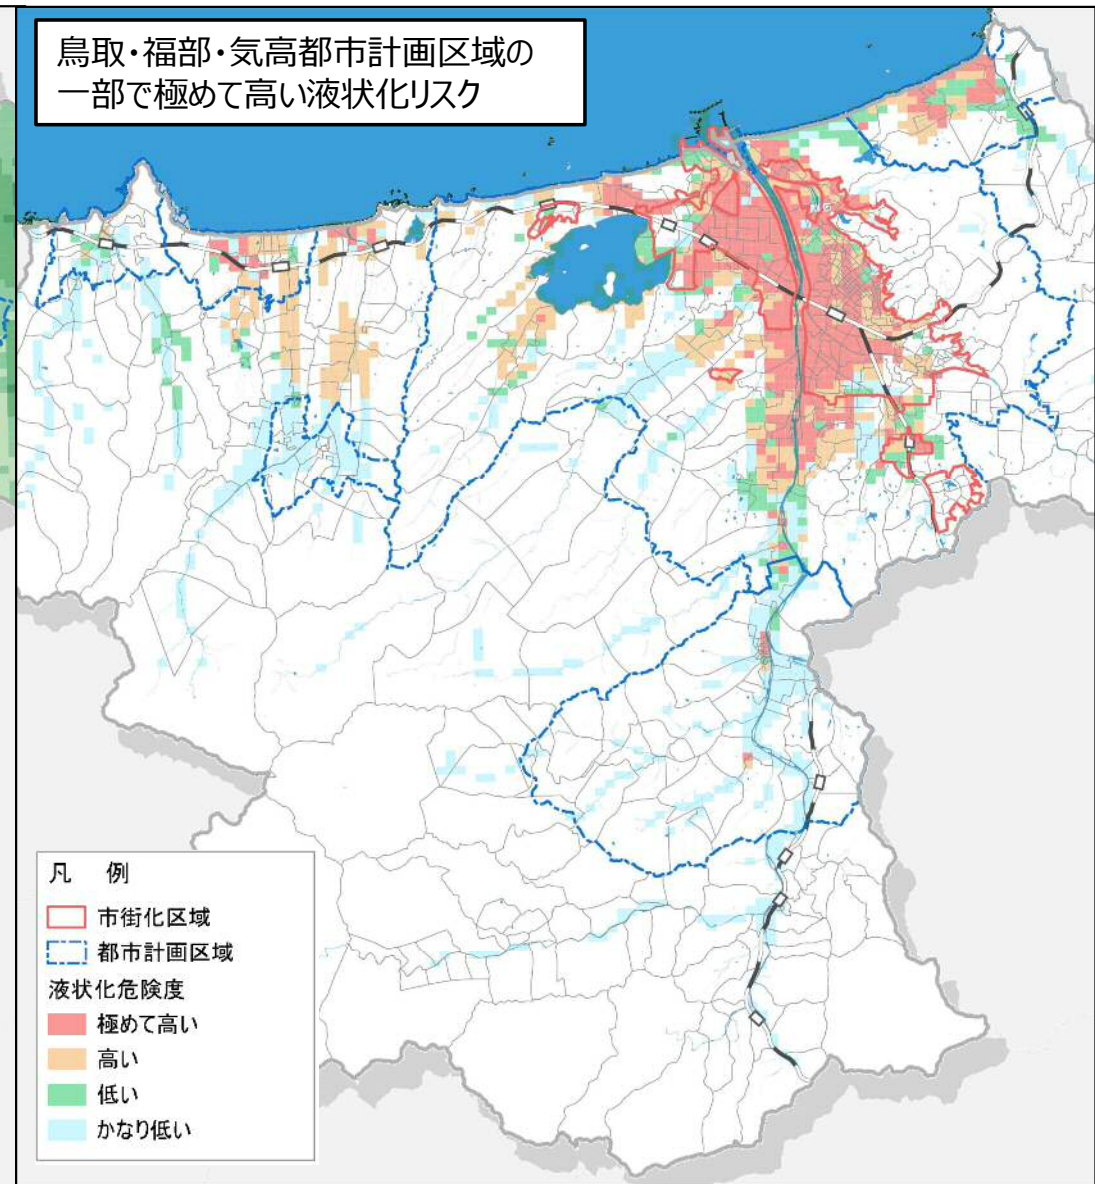 鳥取・福部・気高都市計画区域の
一部で極めて高い液状化リスク
凡 例
市街化区域
都市計画区域
液状化危険度
極めて高い
高い
低い
かなり低い